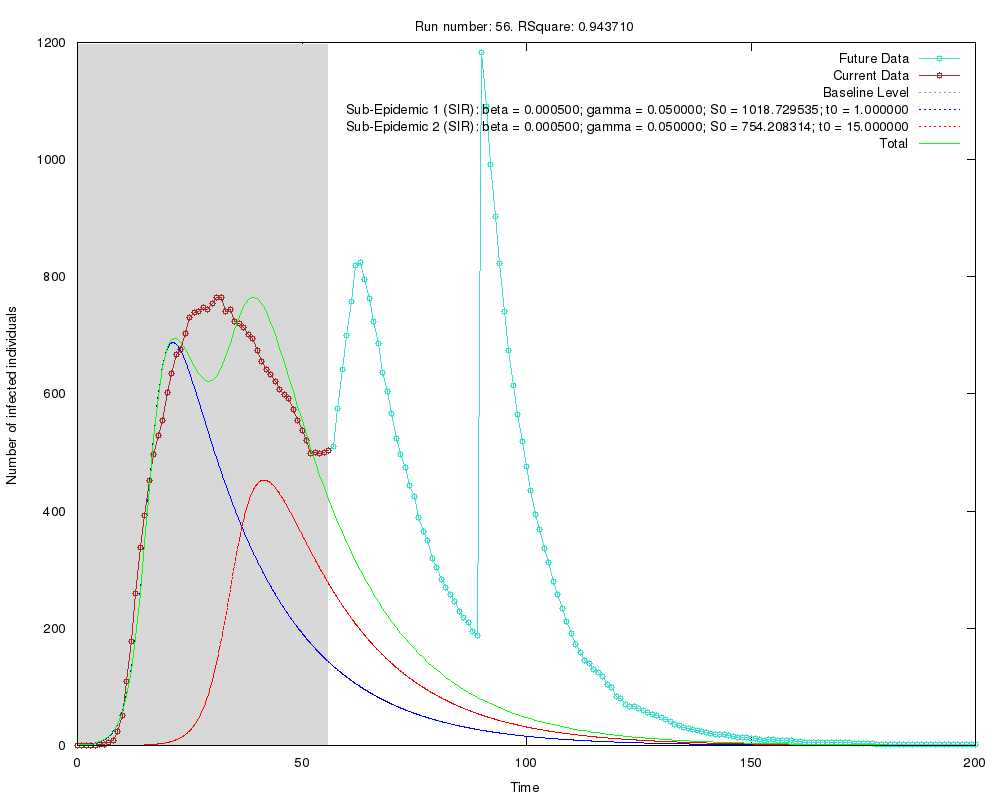 Run number: 56. RSquare: 0.943710
1200
1000
800
600
400
200
0
Number of infected individuals
Future Data
Current Data
Baseline Level
Sub-Epidemic 1 (SIR): beta = 0.000500; gamma = 0.050000; S0 = 1018.729535; t0 = 1.000000
Sub-Epidemic 2 (SIR): beta = 0.000500; gamma = 0.050000; S0 = 754.208314; t0 = 15.000000
Total
0 50 100 150 200
Time